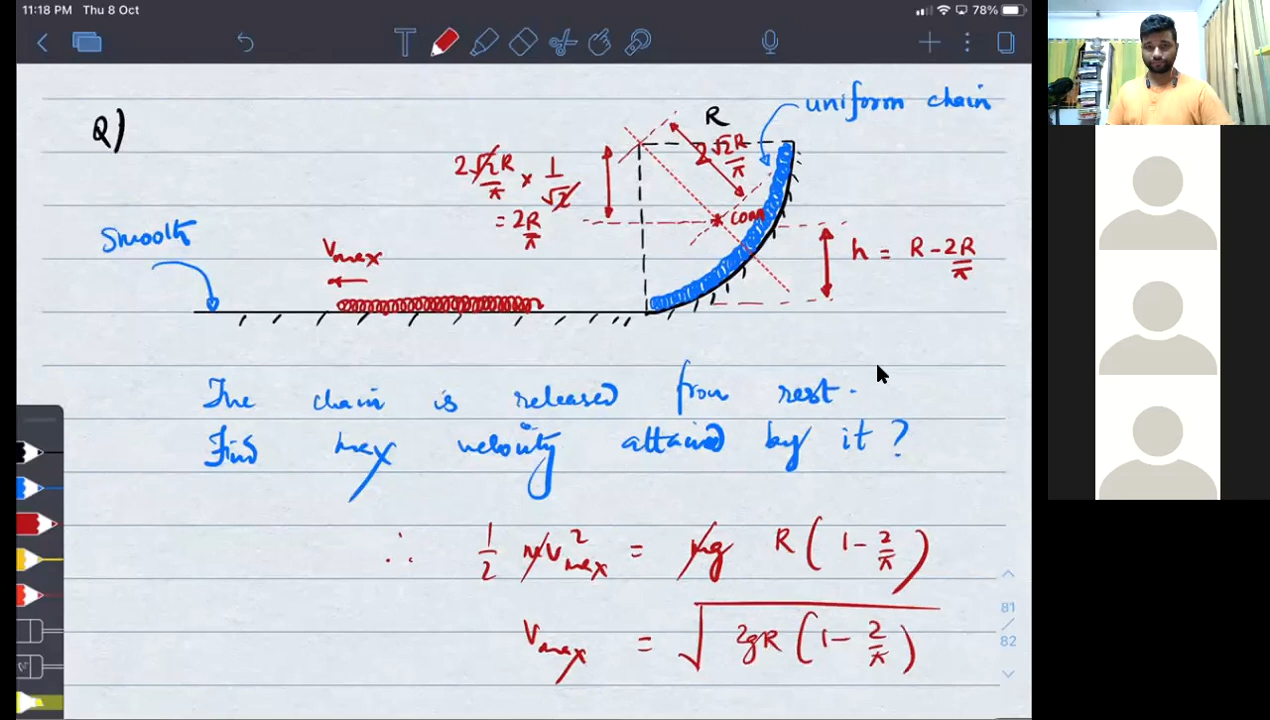 11:18 PM Thu 8 Oct
78%
T
Q)
R
uniform chain
2√2R/π × 1/√2
= 2R/π
2√2R/π
COM
h = R - 2R/π
Smooth
Vmax
The chain is released from rest.
Find max velocity attained by it?
∴ 1/2 m V²max = mg R (1 - 2/π)
Vmax = √2gR (1 - 2/π)
81
/
82